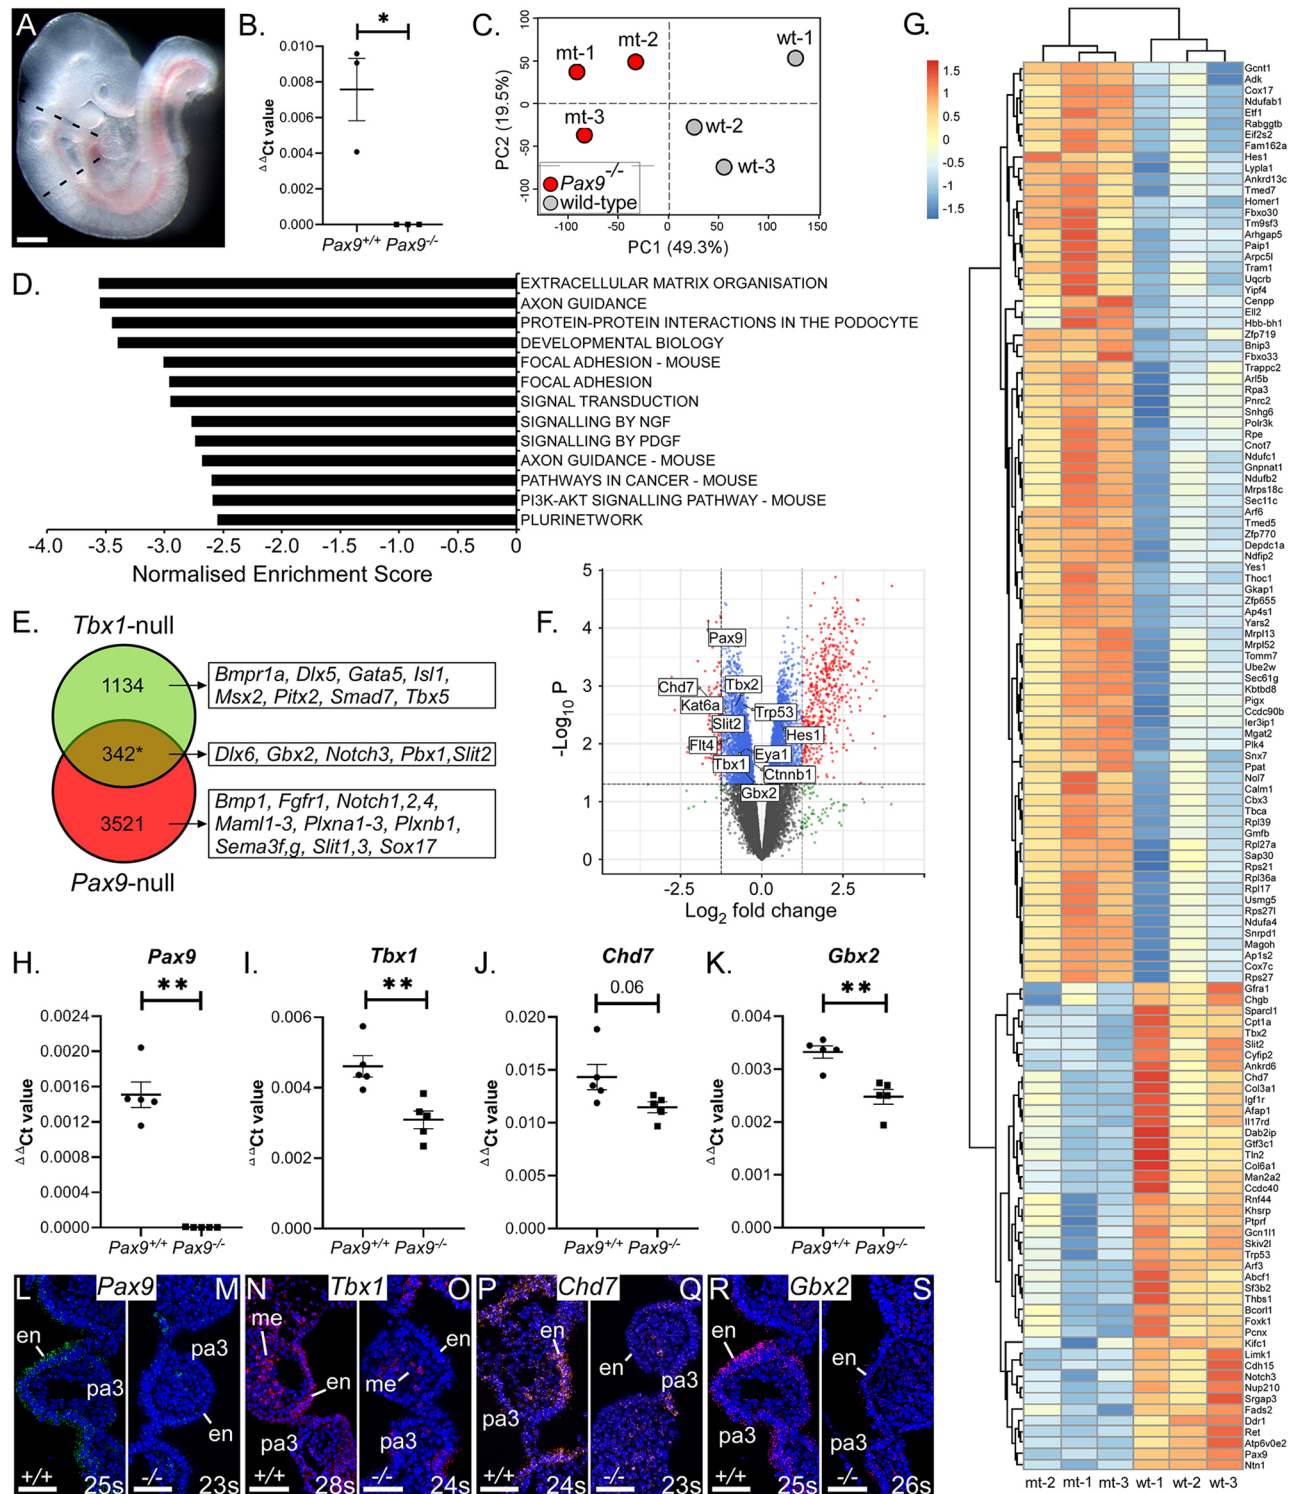 A
B.
*
0.010
0.008
0.006
0.004
0.002
0.000
ΔΔCt value
Pax9+/+ Pax9-/-
C.
100
50
0
-50
-100
PC2 (19.5%)
mt-1
mt-2
mt-3
wt-1
wt-2
wt-3
Pax9-/-
wild-type
-100
-50
0
50
100
150
PC1 (49.3%)
D.
EXTRACELLULAR MATRIX ORGANISATION
AXON GUIDANCE
PROTEIN-PROTEIN INTERACTIONS IN THE PODOCYTE
DEVELOPMENTAL BIOLOGY
FOCAL ADHESION - MOUSE
FOCAL ADHESION
SIGNAL TRANSDUCTION
SIGNALLING BY NGF
SIGNALLING BY PDGF
AXON GUIDANCE - MOUSE
PATHWAYS IN CANCER - MOUSE
PI3K-AKT SIGNALLING PATHWAY - MOUSE
PLURINETWORK
-4.0 -3.5 -3.0 -2.5 -2.0 -1.5 -1.0 -0.5 0
Normalised Enrichment Score
E.
Tbx1-null
1134
Bmpr1a, Dlx5, Gata5, Isl1,
Msx2, Pitx2, Smad7, Tbx5
342*
Dlx6, Gbx2, Notch3, Pbx1,Slit2
3521
Bmp1, Fgfr1, Notch1,2,4,
Maml1-3, Plxna1-3, Plxnb1,
Sema3f,g, Slit1,3, Sox17
Pax9-null
F.
5
4
3
2
1
0
-Log10 P
Pax9
Chd7
Tbx2
Kat6a
Trp53
Slit2
Hes1
Flt4
Eya1
Tbx1
Ctnnb1
Gbx2
-2.5
0.0
2.5
Log2 fold change
G.
1.5
1
0.5
0
-0.5
-1
-1.5
Gcnt1
Adk
Cox17
Ndufab1
Etf1
Rabggtb
Eif2s2
Fam162a
Hes1
Lypla1
Ankrd13c
Tmed7
Homer1
Fbxo30
Tm9sf3
Arhgap5
Paip1
Arpc5l
Tram1
Uqcrb
Yipf4
Cenpp
Ell2
Hbb-bh1
Zfp719
Bnip3
Fbxo33
Trappc2
Arl5b
Rpa3
Pnrc2
Snhg6
Polr3k
Rpe
Cnot7
Ndufc1
Gnpnat1
Ndufb2
Mrps18c
Sec11c
Arf6
Tmed5
Zfp770
Depdc1a
Ndfip2
Yes1
Thoc1
Gkap1
Zfp655
Ap4s1
Yars2
Mrpl13
Mrpl52
Tomm7
Ube2w
Sec61g
Kbtbd8
Pigx
Ccdc90b
Ier3ip1
Mgat2
Plk4
Snx7
Ppat
Nol7
Calm1
Cbx3
Tbca
Rpl39
Gmfb
Rpl27a
Sap30
Rps21
Rpl36a
Rpl17
Usmg5
Rps27l
Ndufa4
Snrpd1
Magoh
Ap1s2
Cox7c
Rps27
Gfra1
Chgb
Sparcl1
Cpt1a
Tbx2
Slit2
Cyfip2
Ankrd6
Chd7
Col3a1
Igf1r
Afap1
Il17rd
Dab2ip
Gtf3c1
Tln2
Col6a1
Man2a2
Ccdc40
Rnf44
Khsrp
Ptprf
Gcn1l1
Skiv2l
Trp53
Arf3
Abcf1
Sf3b2
Thbs1
Bcorl1
Foxk1
Pcnx
Kifc1
Limk1
Cdh15
Notch3
Nup210
Srgap3
Fads2
Ddr1
Ret
Atp6v0e2
Pax9
Ntn1
mt-2 mt-1 mt-3 wt-1 wt-2 wt-3
H.
Pax9
**
0.0024
0.0020
0.0016
0.0012
0.0008
0.0004
0.0000
ΔΔCt value
Pax9+/+ Pax9-/-
I.
Tbx1
**
0.006
0.004
0.002
0.000
ΔΔCt value
Pax9+/+ Pax9-/-
J.
Chd7
0.06
0.020
0.015
0.010
0.005
0.000
ΔΔCt value
Pax9+/+ Pax9-/-
K.
Gbx2
**
0.004
0.003
0.002
0.001
0.000
ΔΔCt value
Pax9+/+ Pax9-/-
L Pax9 M
en
pa3
+/+
25s
pa3
en
-/-
23s
N Tbx1 O
me
en
pa3
+/+
28s
en
me
pa3
-/-
24s
P Chd7 Q
en
pa3
+/+
24s
en
pa3
-/-
23s
R Gbx2 S
en
pa3
+/+
25s
en
-/-
26s